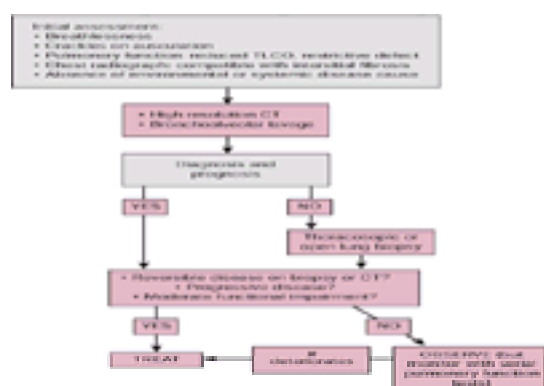 Initial assessment:
• Breathlessness
• Crackles on auscultation
• Pulmonary function: reduced TLCO, restrictive defect
• Chest radiograph compatible with interstitial fibrosis
• Absence of environmental or systemic disease cause
• High resolution CT
• Bronchoalveolar lavage
Diagnosis and
prognosis
YES
NO
Thoracoscopic or
open lung biopsy
• Reversible disease on biopsy or CT?
• Progressive disease?
• Moderate functional impairment?
YES
NO
TREAT
If
deteriorates
OBSERVE (but
monitor with serial
pulmonary function
tests)